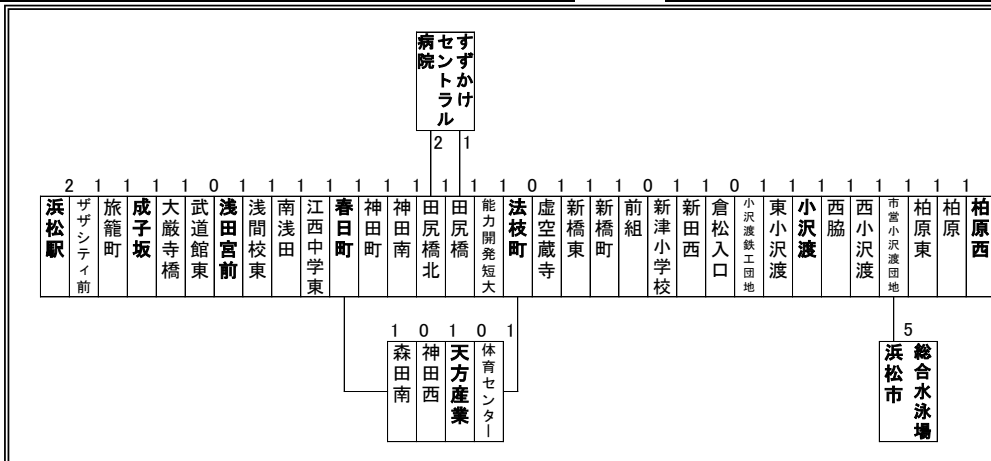 すずかけ
セントラル
病院
2 1
2 1 1 1 1 0 1 1 1 1 1 1 1 1 1 1 0 1 1 1 0 1 1 0 1 1 1 1 1 1 1 1
浜松駅
ザザシティ前
旅籠町
成子坂
大厳寺橋
武道館東
浅田宮前
浅間校東
南浅田
江西中学東
春日町
神田町
神田南
田尻橋北
田尻橋
能力開発短大
法枝町
虚空蔵寺
新橋東
新橋町
前組
新津小学校
新田西
倉松入口
小沢渡鉄工団地
東小沢渡
小沢渡
西脇
西小沢渡
市営小沢渡団地
柏原東
柏原
柏原西
1 0 1 0 1
森田南
神田西
天方産業
体育センター
5
浜松市
総合水泳場